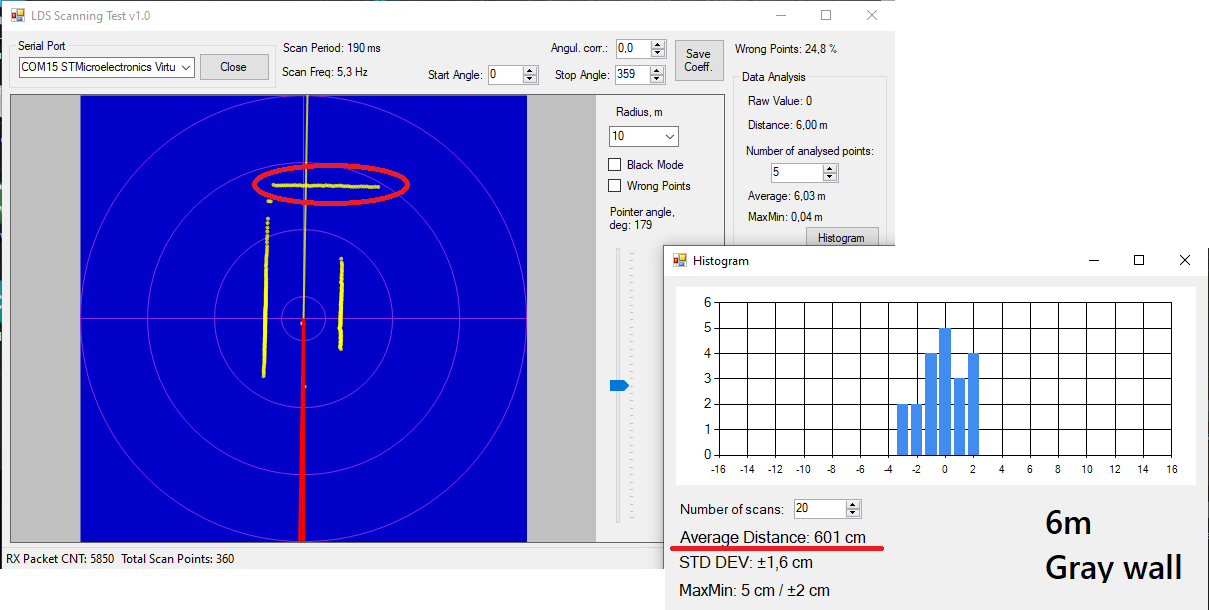 LDS Scanning Test v1.0
Serial Port
COM15 STMicroelectronics Virtu
Close
Scan Period: 190 ms
Scan Freq: 5,3 Hz
Angul. corr.: 0,0
Start Angle: 0
Stop Angle: 359
Save
Coeff.
Wrong Points: 24,8 %
Data Analysis
Raw Value: 0
Distance: 6,00 m
Number of analysed points:
5
Average: 6,03 m
MaxMin: 0,04 m
Histogram
Radius, m
10
Black Mode
Wrong Points
Pointer angle,
deg: 179
RX Packet CNT: 5850 Total Scan Points: 360
Histogram
6
5
4
3
2
1
0
-16 -14 -12 -10 -8 -6 -4 -2 0 2 4 6 8 10 12 14 16
Number of scans: 20
Average Distance: 601 cm
STD DEV: ±1,6 cm
MaxMin: 5 cm / ±2 cm
6m
Gray wall